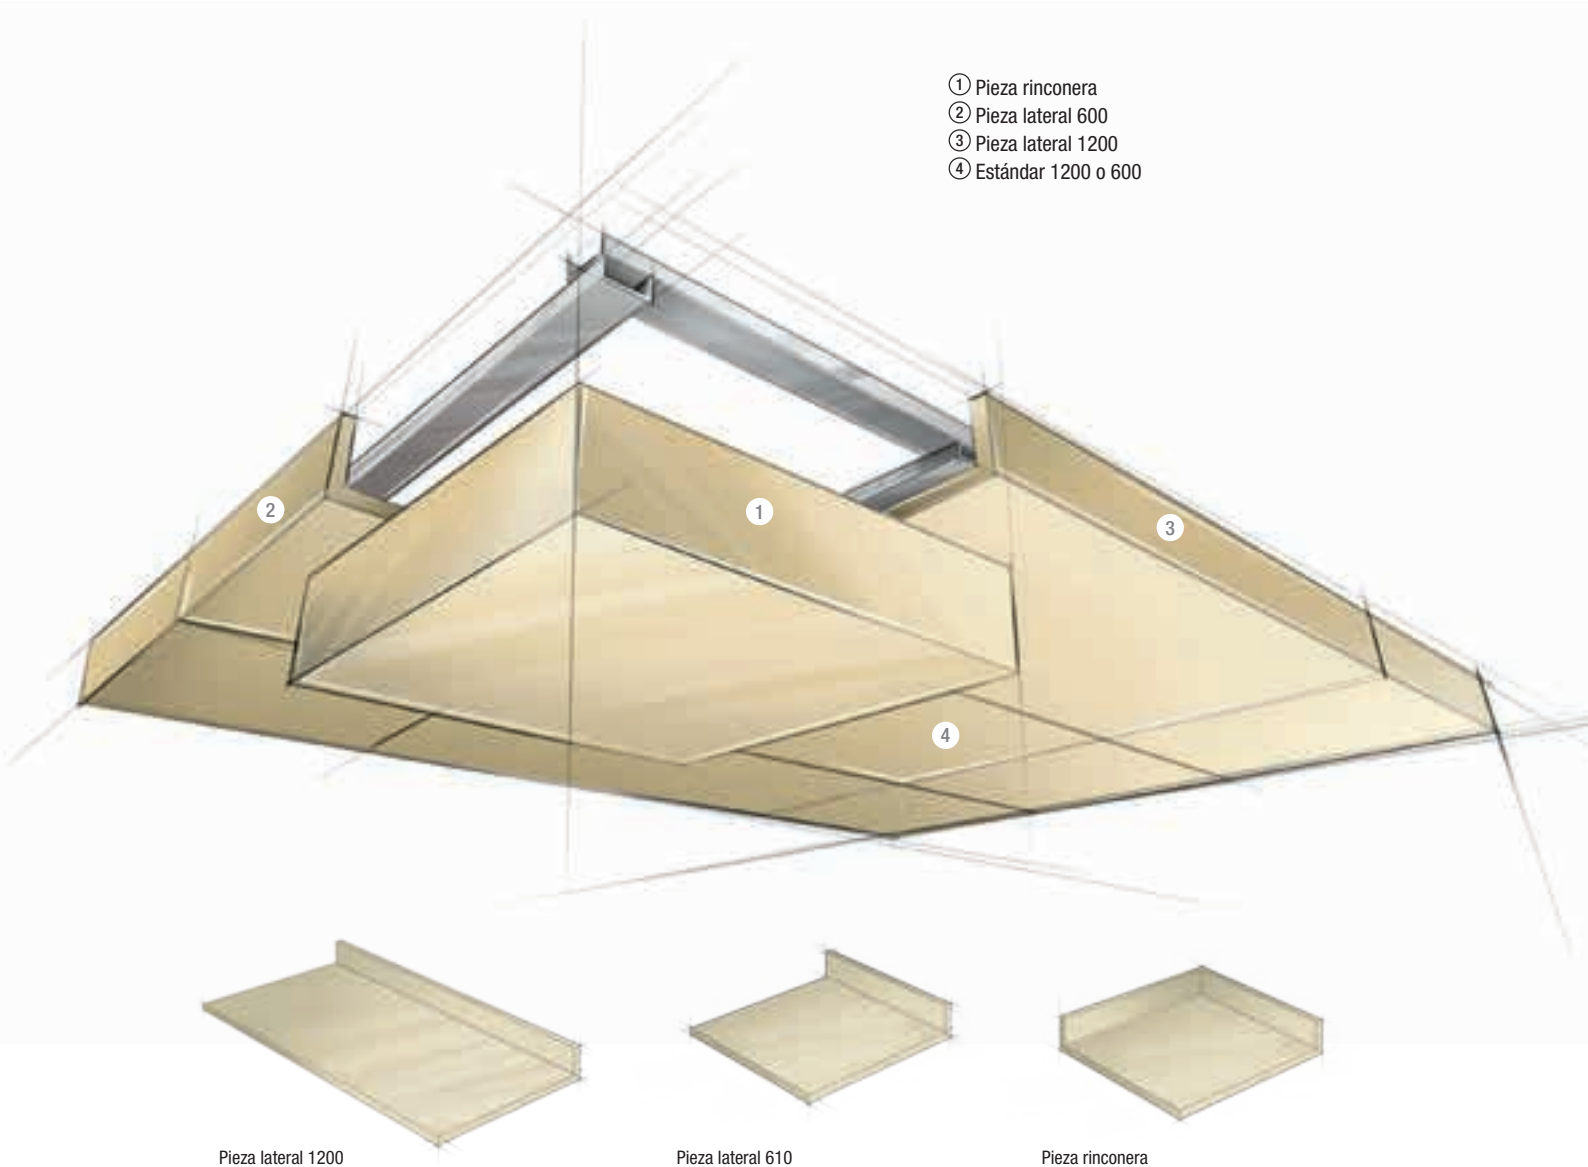 1 Pieza rinconera
2 Pieza lateral 600
3 Pieza lateral 1200
4 Estándar 1200 o 600
2
1
3
4
Pieza lateral 1200
Pieza lateral 610
Pieza rinconera